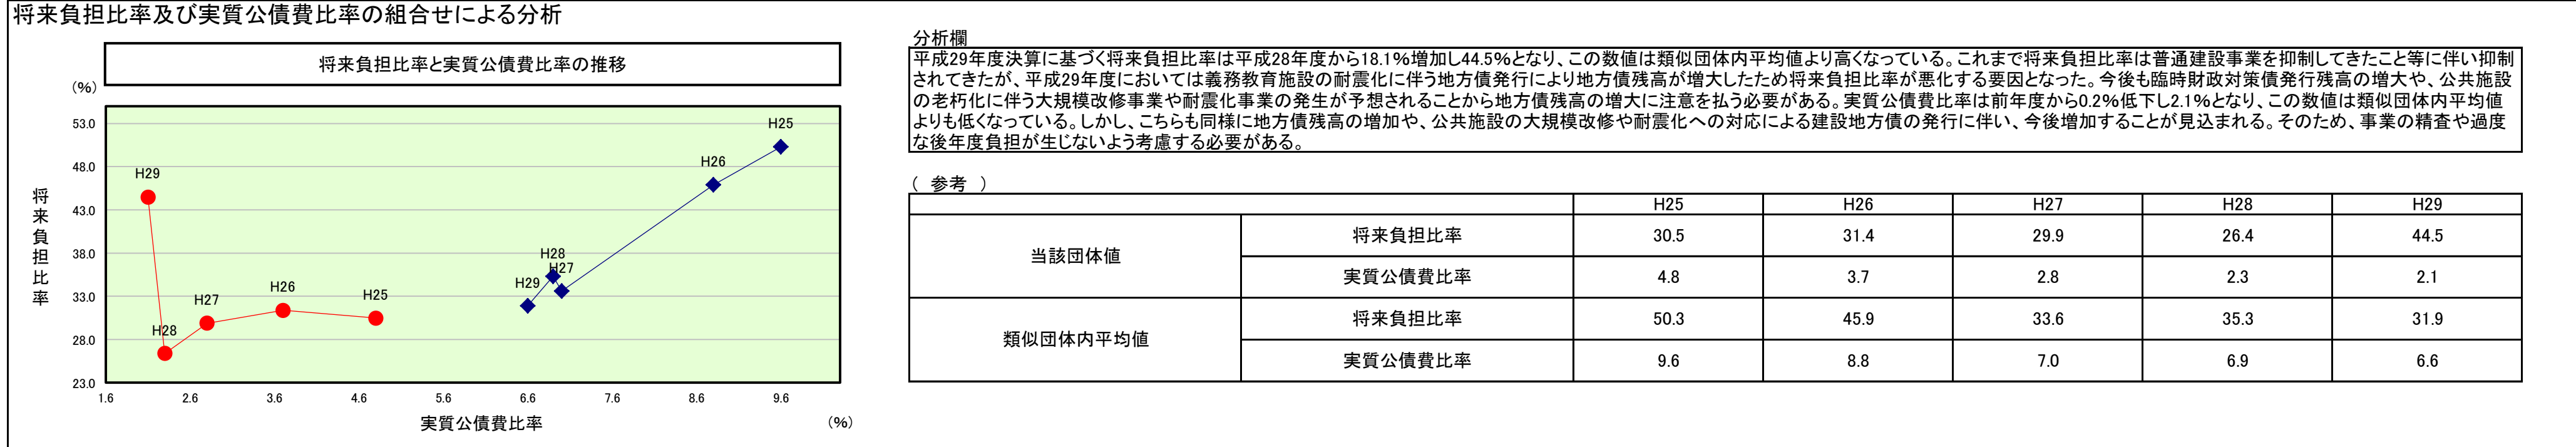 将来負担比率及び実質公債費比率の組合せによる分析
将来負担比率と実質公債費比率の推移
(%)
将来負担比率
53.0
48.0
43.0
38.0
33.0
28.0
23.0
H29
H28
H27
H26
H25
H29
H28
H27
H26
H25
1.6 2.6 3.6 4.6 5.6 6.6 7.6 8.6 9.6
実質公債費比率
(%)
分析欄
平成29年度決算に基づく将来負担比率は平成28年度から18.1%増加し44.5%となり、この数値は類似団体内平均値より高くなっている。これまで将来負担比率は普通建設事業を抑制してきたこと等に伴い抑制
されてきたが、平成29年度においては義務教育施設の耐震化に伴う地方債発行により地方債残高が増大したため将来負担比率が悪化する要因となった。今後も臨時財政対策債発行残高の増大や、公共施設
の老朽化に伴う大規模改修事業や耐震化事業の発生が予想されることから地方債残高の増大に注意を払う必要がある。実質公債費比率は前年度から0.2%低下し2.1%となり、この数値は類似団体内平均値
よりも低くなっている。しかし、こちらも同様に地方債残高の増加や、公共施設の大規模改修や耐震化への対応による建設地方債の発行に伴い、今後増加することが見込まれる。そのため、事業の精査や過度
な後年度負担が生じないよう考慮する必要がある。
( 参考 )
H25 H26 H27 H28 H29
当該団体値
将来負担比率 30.5 31.4 29.9 26.4 44.5
実質公債費比率 4.8 3.7 2.8 2.3 2.1
類似団体内平均値
将来負担比率 50.3 45.9 33.6 35.3 31.9
実質公債費比率 9.6 8.8 7.0 6.9 6.6